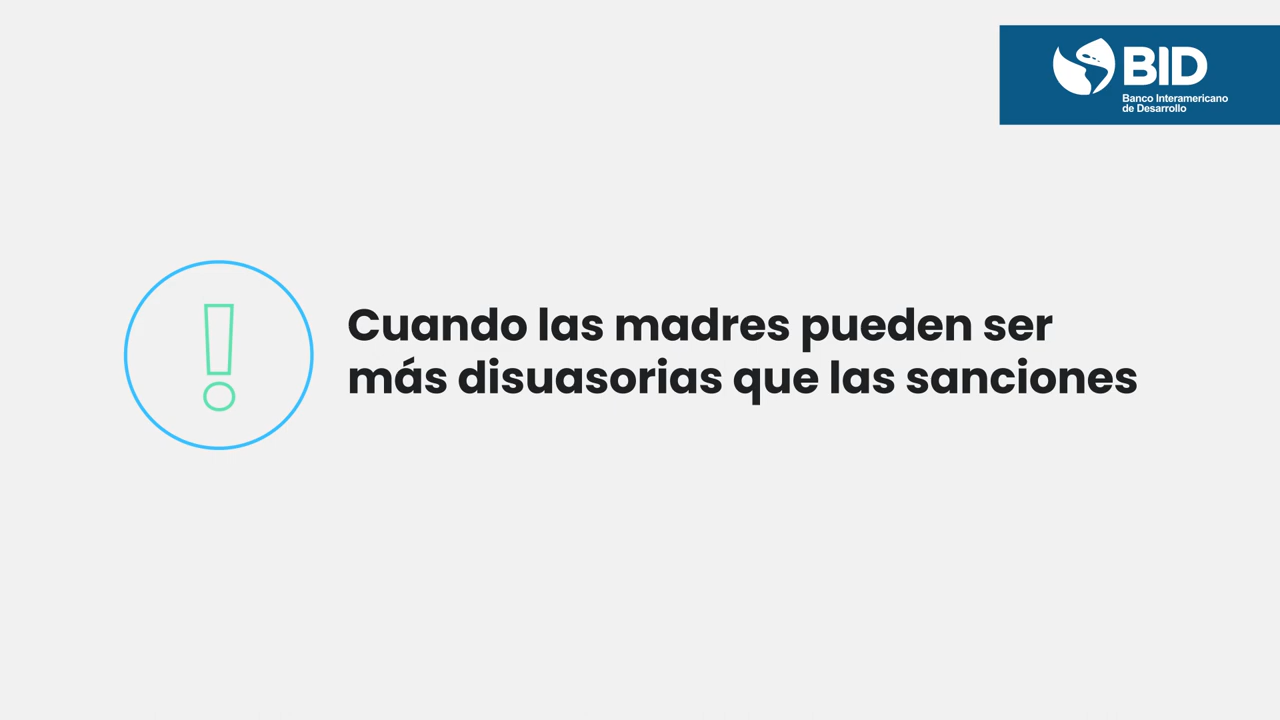 BID
Banco Interamericano
de Desarrollo
Cuando las madres pueden ser
más disuasorias que las sanciones